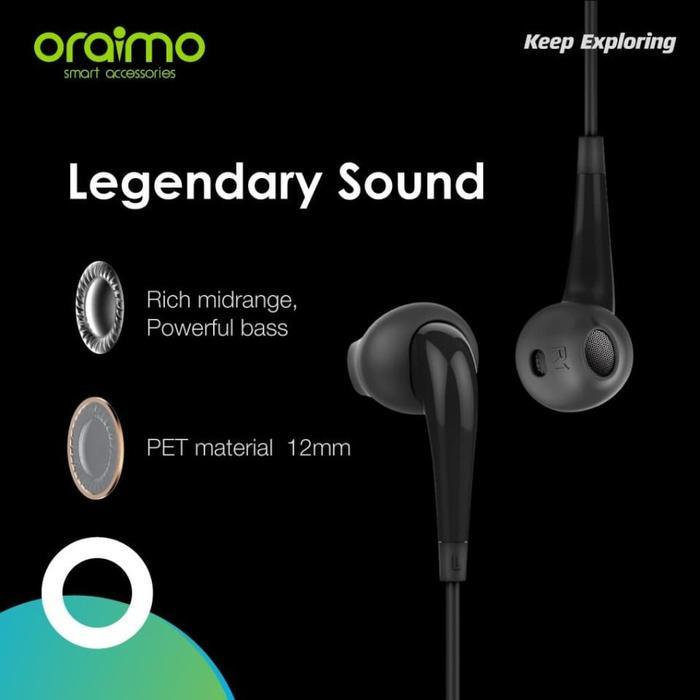 oraimo
smart accessories
Keep Exploring
Legendary Sound
Rich midrange,
Powerful bass
PET material 12mm
L